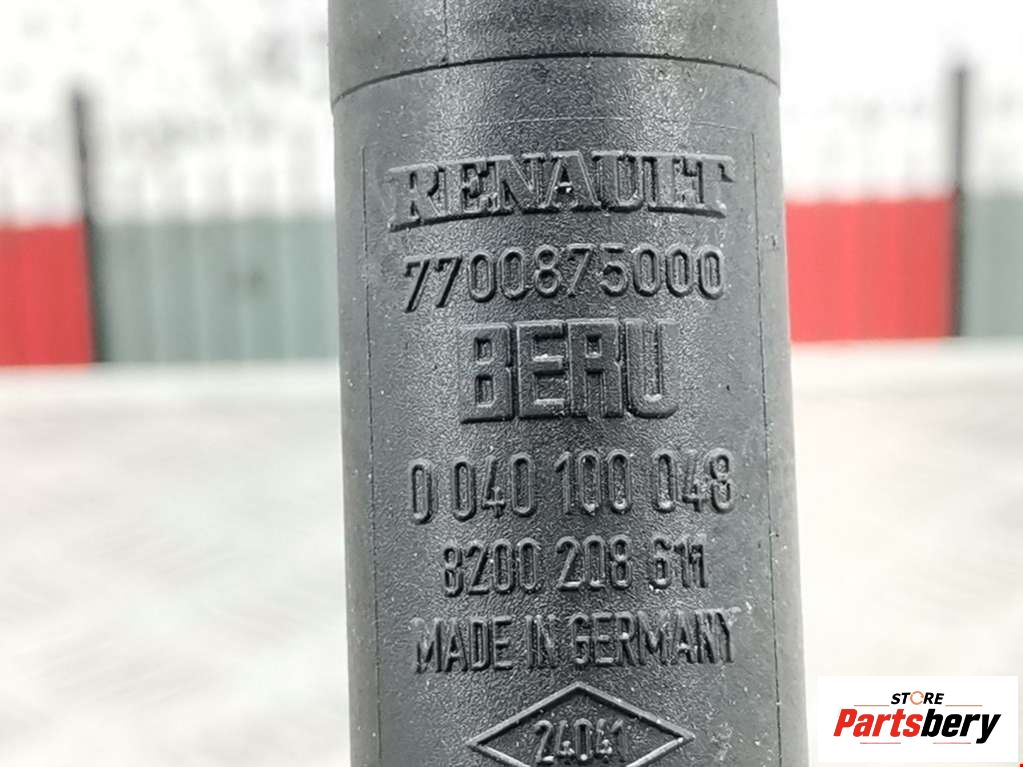 RENAULT
7700875000
BERU
0 040 100 048
8200 208 611
MADE IN GERMANY
24041
STORE
Partsbery